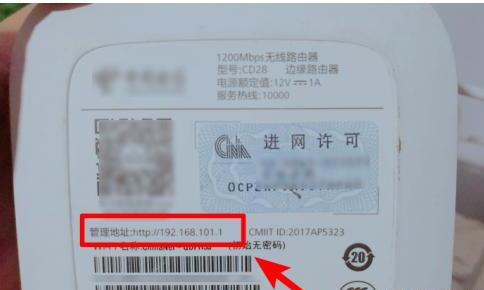 1200Mbps无线路由器
型号:CD28 边缘路由器
电源额定值:12V 1A
服务热线:10000
进网许可
管理地址:http://192.168.101.1
CMIIT ID:2017AP5323
(初始无密码)
20